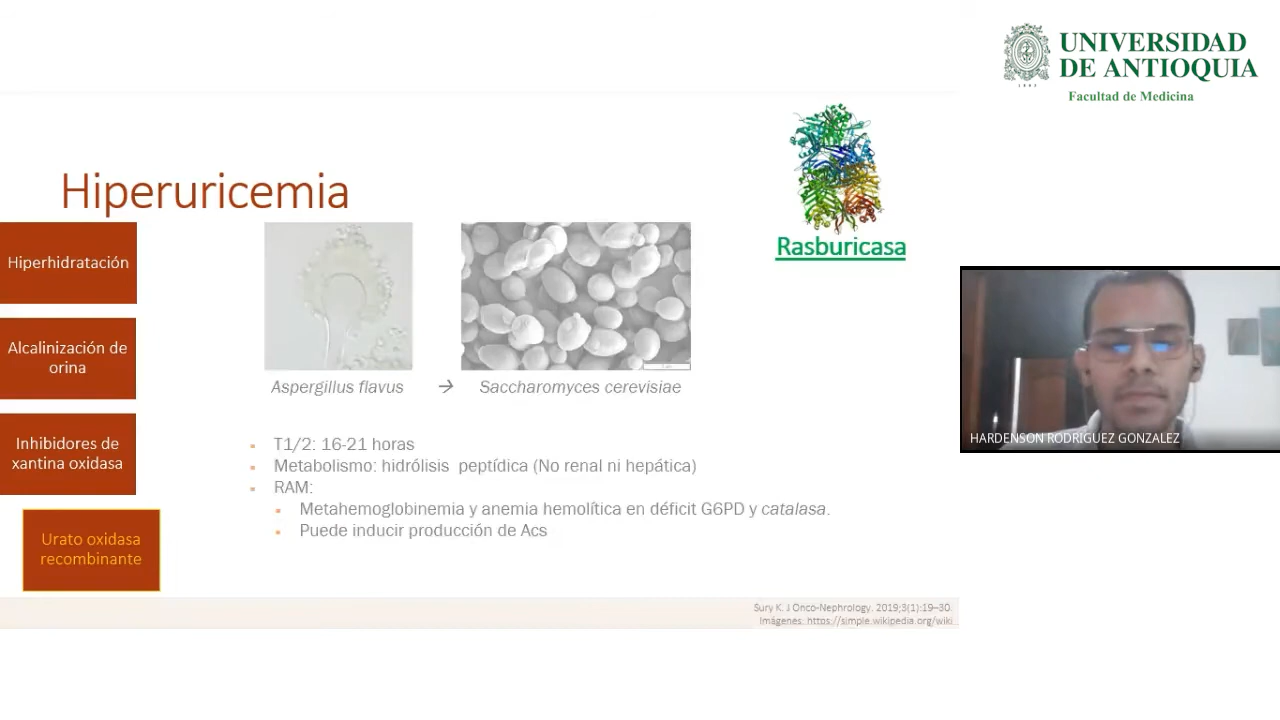 UNIVERSIDAD
DE ANTIOQUIA
Facultad de Medicina
Hiperuricemia
Rasburicasa
Hiperhidratación
Alcalinización de
orina
Inhibidores de
xantina oxidasa
Urato oxidasa
recombinante
Aspergillus flavus → Saccharomyces cerevisiae
T1/2: 16-21 horas
Metabolismo: hidrólisis peptídica (No renal ni hepática)
RAM:
Metahemoglobinemia y anemia hemolítica en déficit G6PD y catalasa.
Puede inducir producción de Acs
Sury K. J Onco-Nephrology. 2019;3(1):19–30.
Imágenes. https://simple.wikipedia.org/wiki
HARDENSON RODRIGUEZ GONZALEZ